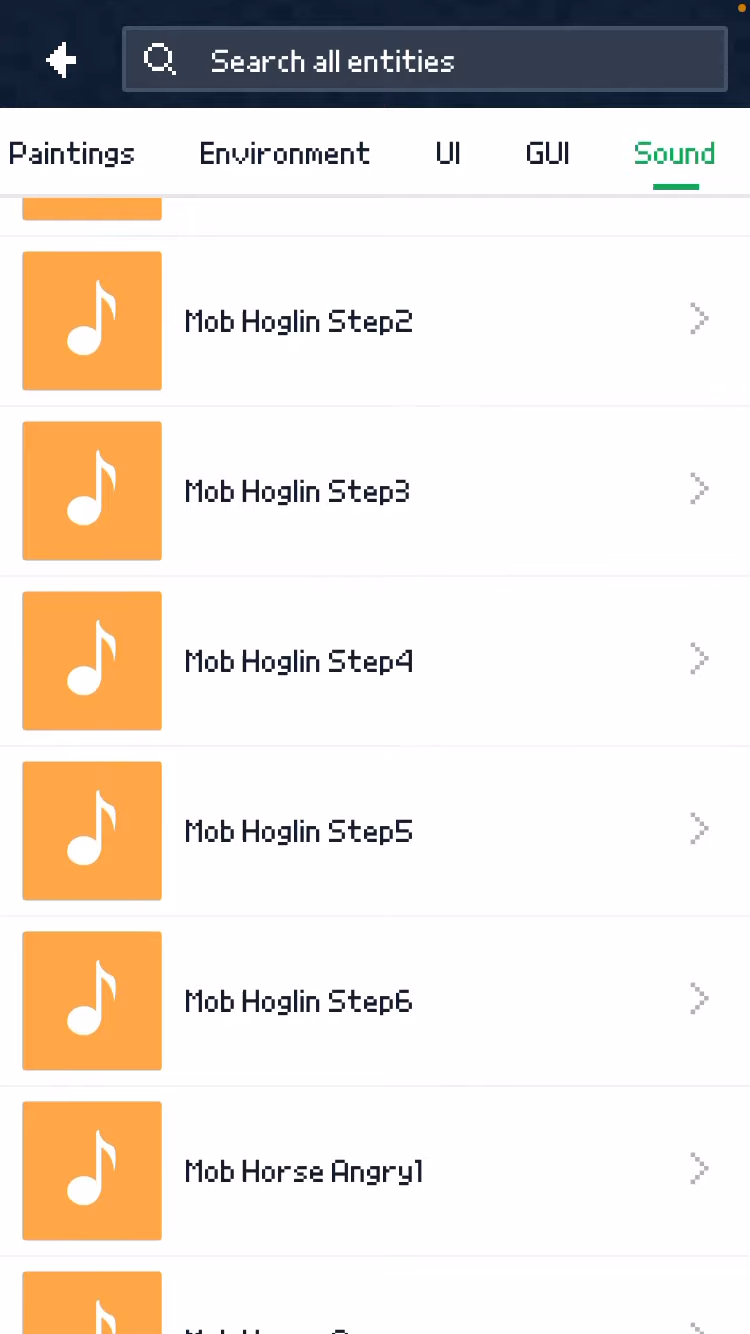 Search all entities
Paintings Environment UI GUI Sound
Mob Hoglin Step2
Mob Hoglin Step3
Mob Hoglin Step4
Mob Hoglin Step5
Mob Hoglin Step6
Mob Horse Angry1